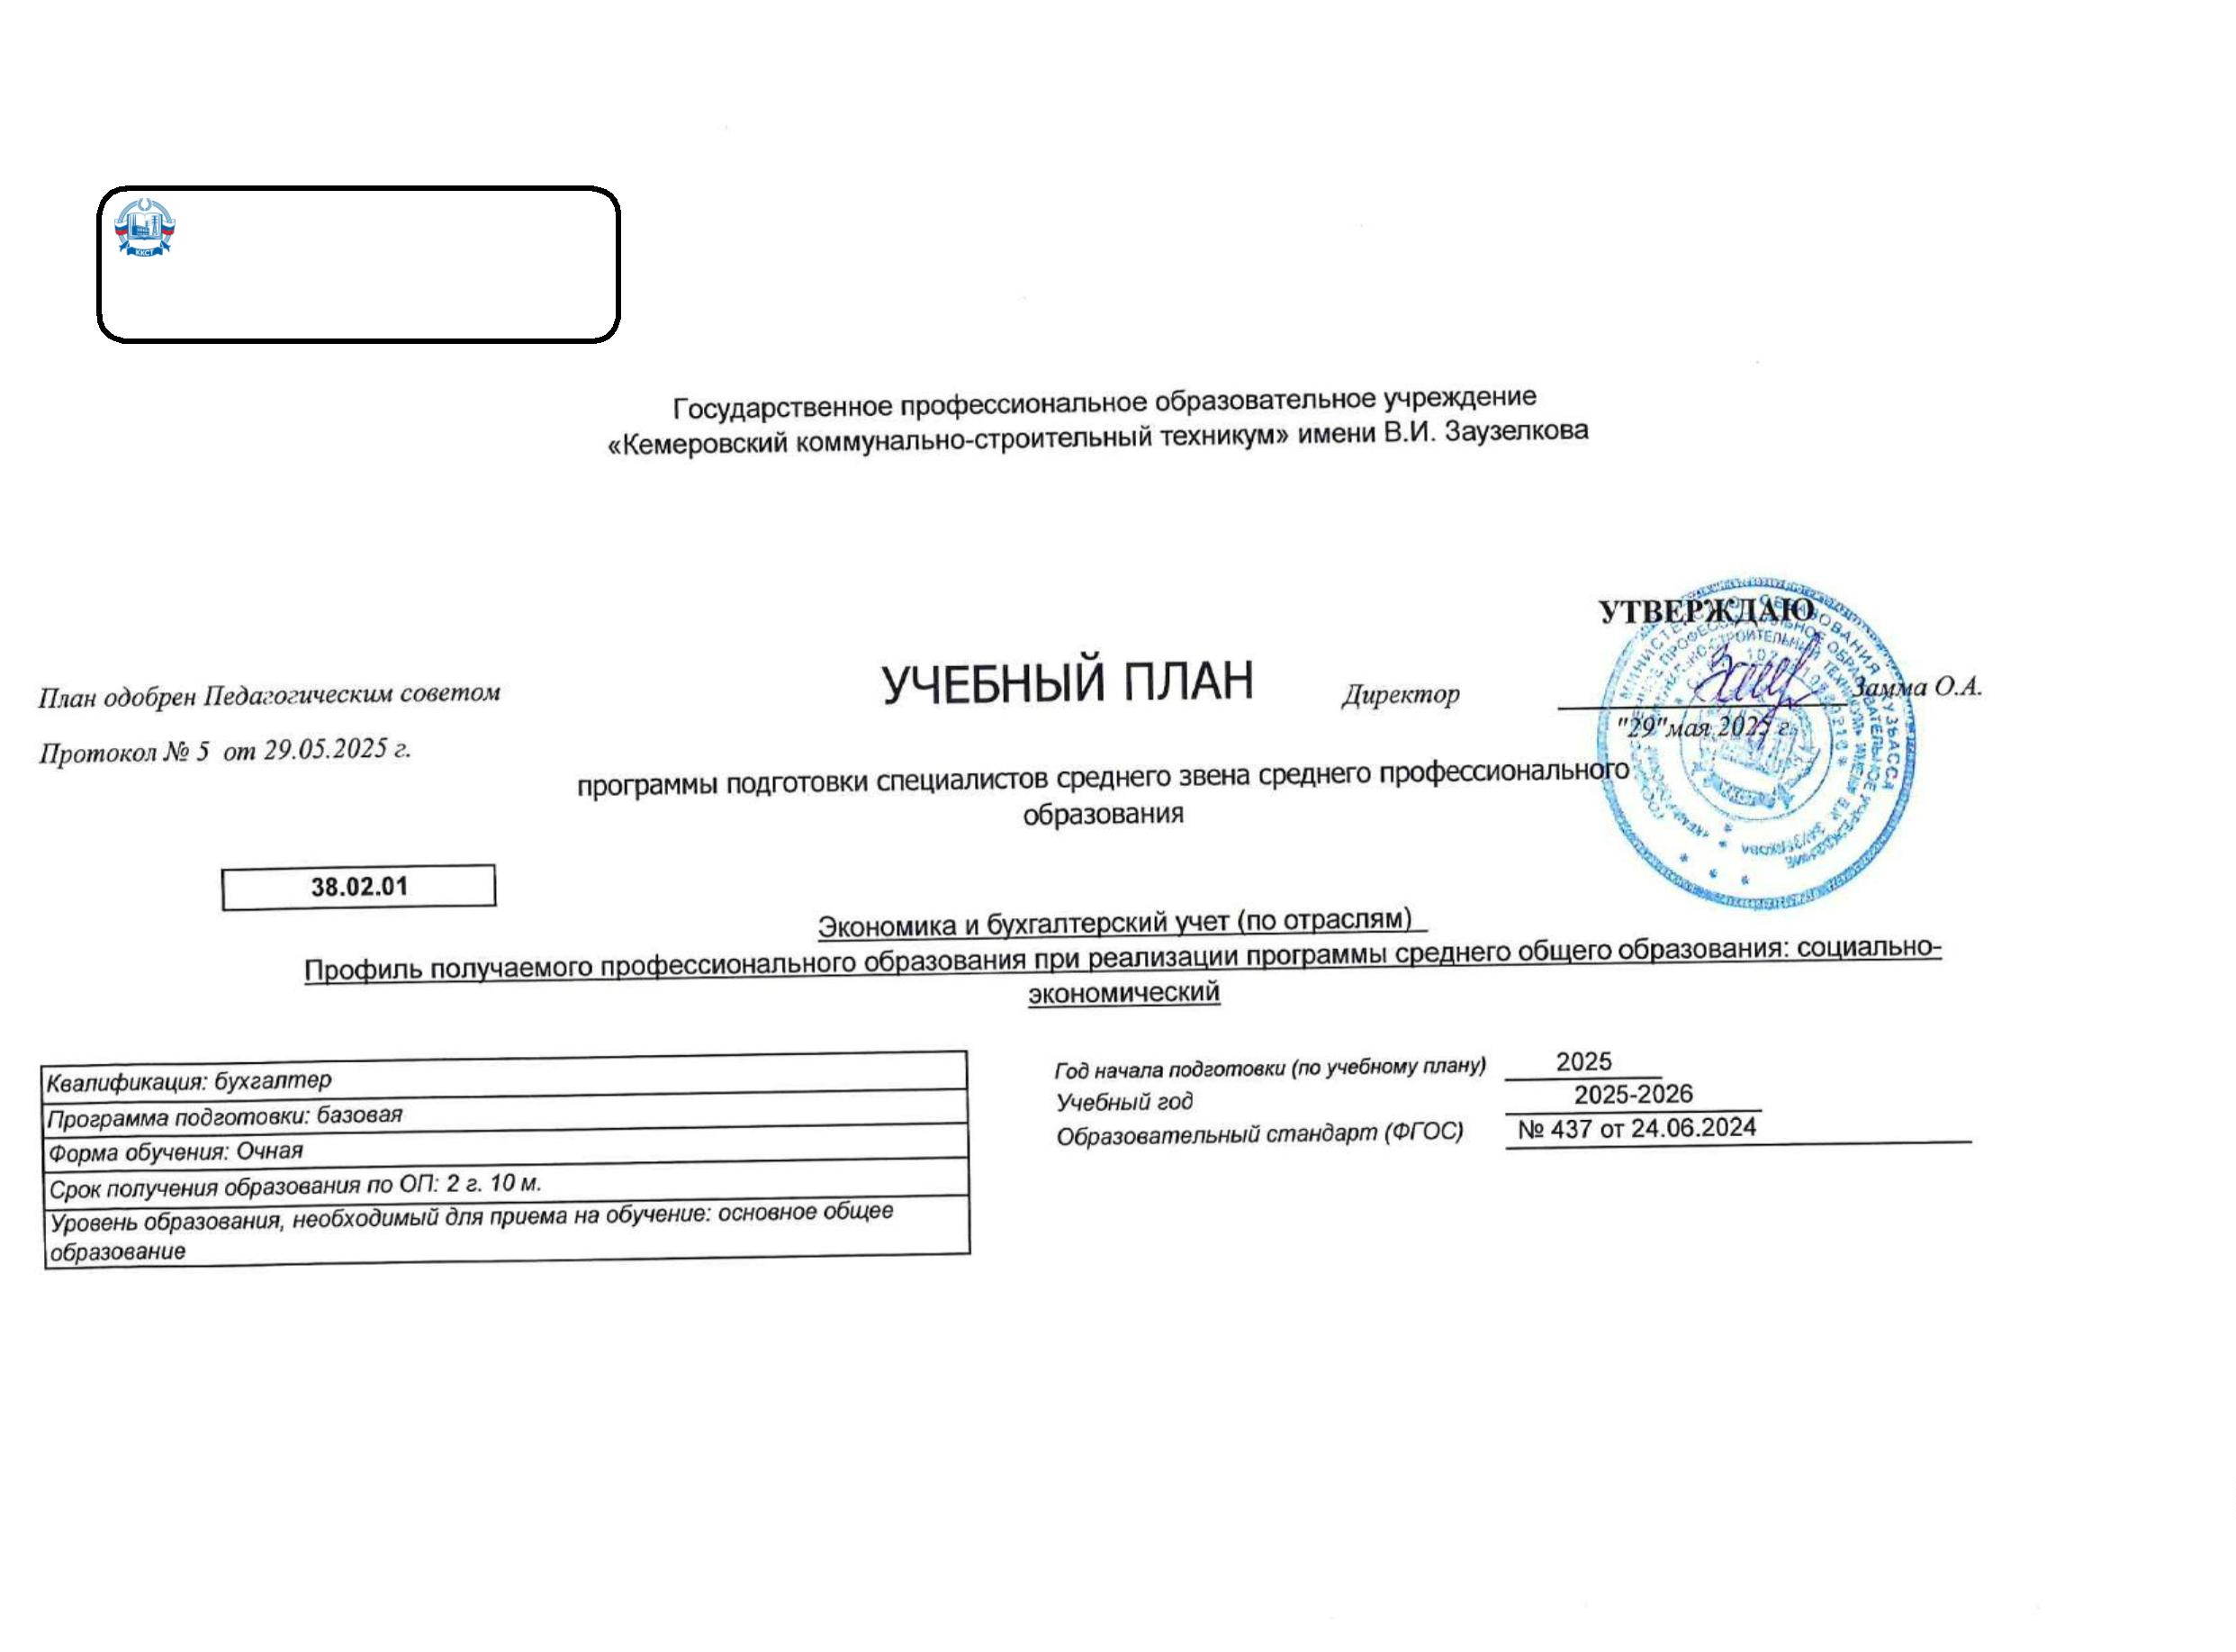 ККСТ
Государственное профессиональное образовательное учреждение
«Кемеровский коммунально-строительный техникум» имени В.И. Заузелкова
УТВЕРЖДАЮ
План одобрен Педагогическим советом
УЧЕБНЫЙ ПЛАН
Директор
Замма О.А.
"29"мая 2025 г.
Протокол № 5 от 29.05.2025 г.
программы подготовки специалистов среднего звена среднего профессионального
образования
38.02.01
Экономика и бухгалтерский учет (по отраслям)
Профиль получаемого профессионального образования при реализации программы среднего общего образования: социально-
экономический
Квалификация: бухгалтер
Программа подготовки: базовая
Форма обучения: Очная
Срок получения образования по ОП: 2 г. 10 м.
Уровень образования, необходимый для приема на обучение: основное общее
образование
Год начала подготовки (по учебному плану) 2025
Учебный год 2025-2026
Образовательный стандарт (ФГОС) № 437 от 24.06.2024